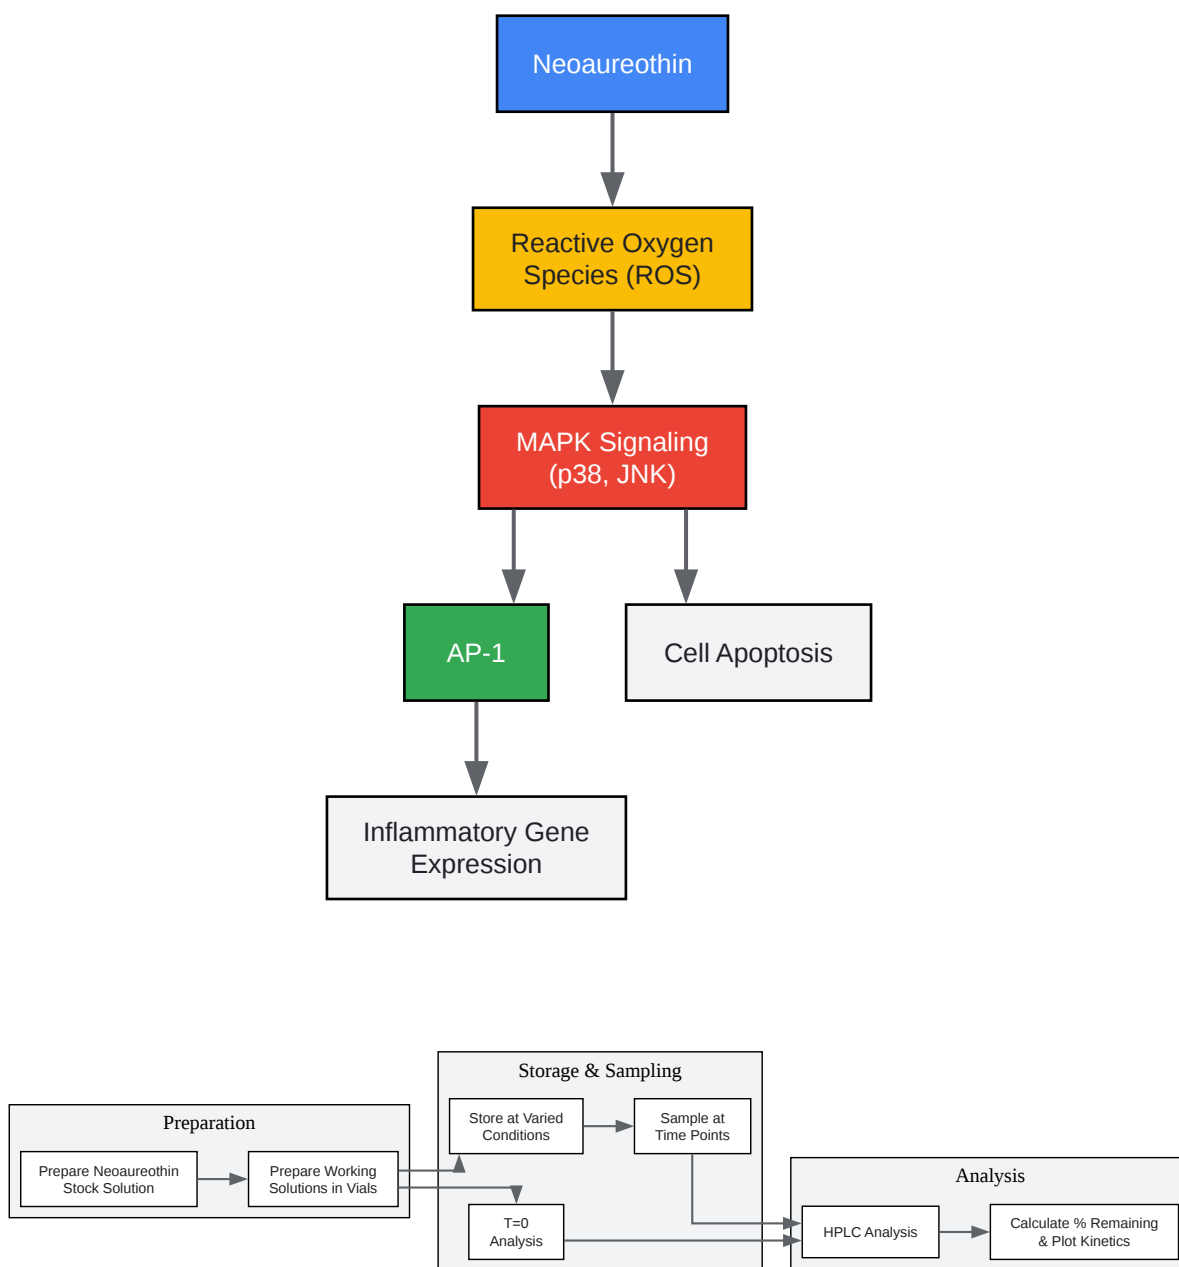 Neoaureothin
Reactive Oxygen
Species (ROS)
MAPK Signaling
(p38, JNK)
AP-1
Cell Apoptosis
Inflammatory Gene
Expression
Preparation
Prepare Neoaureothin
Stock Solution
Prepare Working
Solutions in Vials
Storage & Sampling
Store at Varied
Conditions
Sample at
Time Points
T=0
Analysis
Analysis
HPLC Analysis
Calculate % Remaining
& Plot Kinetics